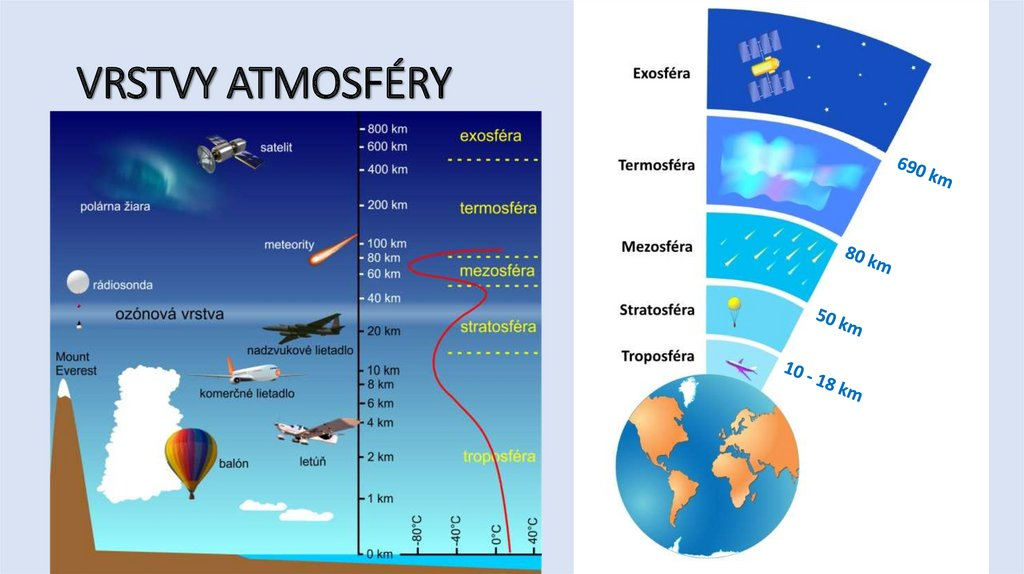 VRSTVY ATMOSFÉRY
800 km
600 km
400 km
200 km
100 km
80 km
60 km
40 km
20 km
10 km
8 km
6 km
4 km
2 km
1 km
0 km
satelit
polárna žiara
meteority
rádiosonda
ozónová vrstva
nadzvukové lietadlo
Mount
Everest
komerčné lietadlo
balón
letúň
exosféra
termosféra
mezosféra
stratosféra
troposféra
-80°C
-40°C
0°C
40°C
Exosféra
690 km
Termosféra
80 km
Mezosféra
50 km
Stratosféra
10 - 18 km
Troposféra